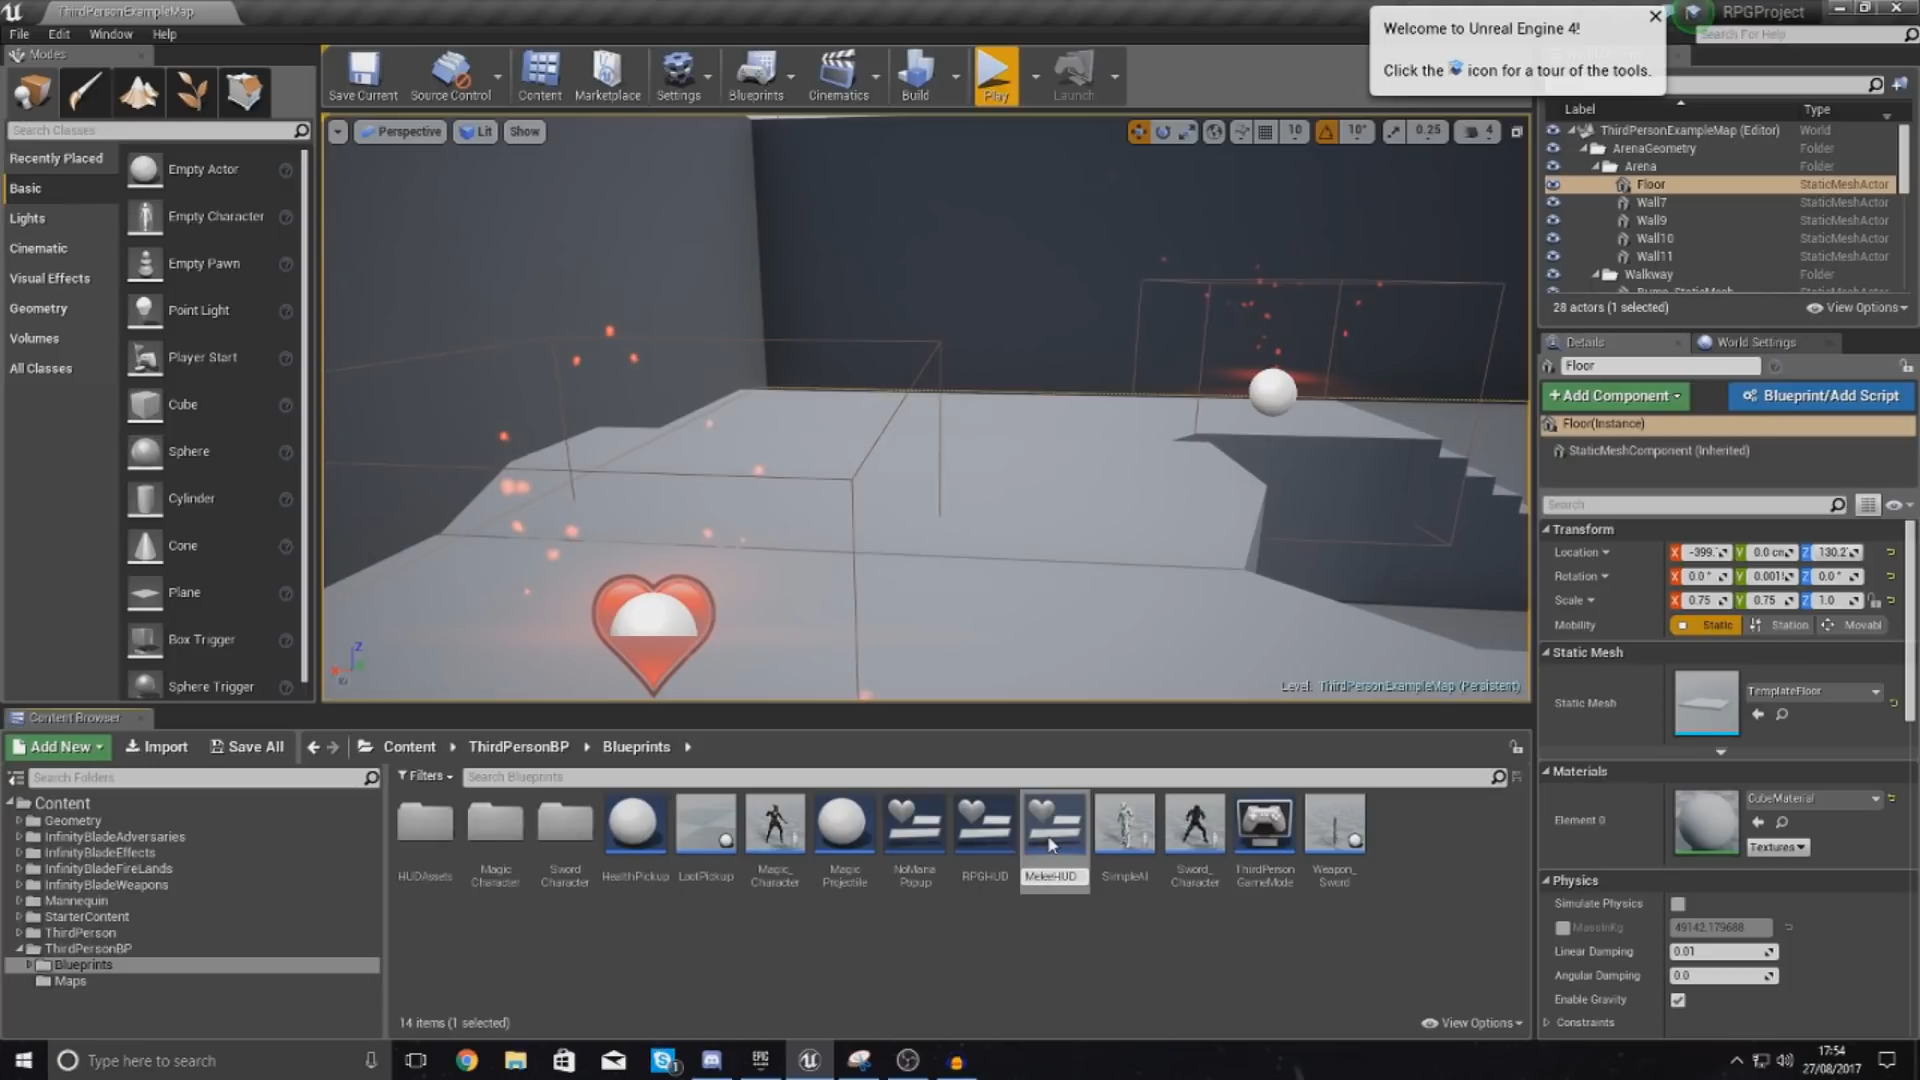 ThirdPersonExampleMap
RPGProject
File Edit Window Help
Search For Help
Welcome to Unreal Engine 4!
Click the icon for a tour of the tools.
Modes
Save Current
Source Control
Content
Marketplace
Settings
Blueprints
Cinematics
Build
Play
Launch
Search Classes
Recently Placed
Basic
Lights
Cinematic
Visual Effects
Geometry
Volumes
All Classes
Empty Actor
Empty Character
Empty Pawn
Point Light
Player Start
Cube
Sphere
Cylinder
Cone
Plane
Box Trigger
Sphere Trigger
Perspective
Lit
Show
10
10°
0.25
4
Level: ThirdPersonExampleMap (Persistent)
Label Type
ThirdPersonExampleMap (Editor) World
ArenaGeometry Folder
Arena Folder
Floor StaticMeshActor
Wall7 StaticMeshActor
Wall9 StaticMeshActor
Wall10 StaticMeshActor
Wall11 StaticMeshActor
Walkway Folder
28 actors (1 selected)
View Options
Details
World Settings
Floor
+Add Component
Blueprint/Add Script
Floor(Instance)
StaticMeshComponent (Inherited)
Search
Transform
Location X -399. Y 0.0 cm Z 130.2
Rotation X 0.0° Y 0.001 Z 0.0°
Scale X 0.75 Y 0.75 Z 1.0
Mobility Static Station Movabl
Static Mesh
Static Mesh
TemplateFloor
Materials
Element 0
CubeMaterial
Textures
Physics
Simulate Physics
MassInKg 49142.179688
Linear Damping 0.01
Angular Damping 0.0
Enable Gravity
Constraints
Content Browser
Add New
Import
Save All
Content
ThirdPersonBP
Blueprints
Search Folders
Filters
Search Blueprints
Content
Geometry
InfinityBladeAdversaries
InfinityBladeEffects
InfinityBladeFireLands
InfinityBladeWeapons
Mannequin
StarterContent
ThirdPerson
ThirdPersonBP
Blueprints
Maps
HUDAssets
Magic Character
Sword Character
HealthPickup
LootPickup
Magic_ Character
Magic Projectile
NoMana Popup
RPGHUD
MeleeHUD
SimpleAI
Sword_ Character
ThirdPerson GameMode
Weapon_ Sword
14 items (1 selected)
View Options
Type here to search
EPIC
17:54
27/08/2017